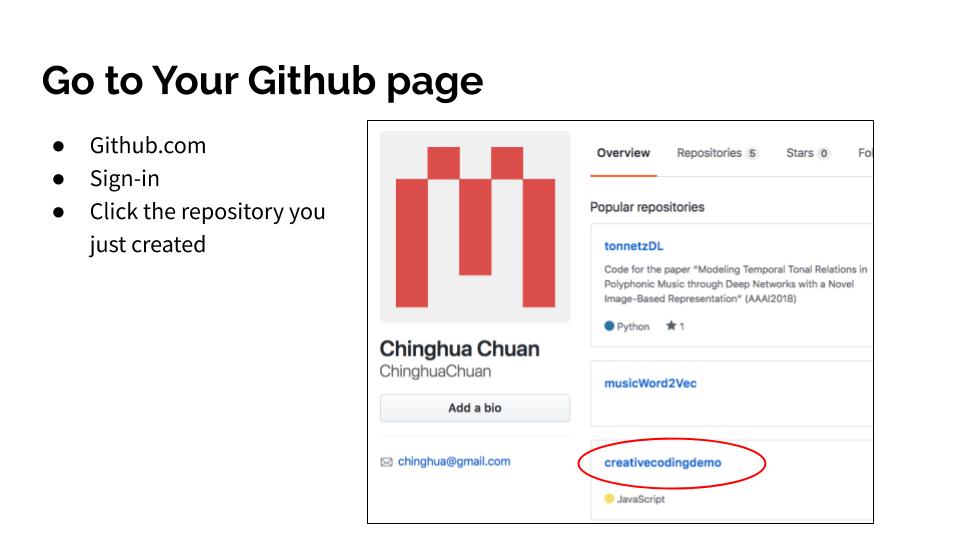 Go to Your Github page
● Github.com
● Sign-in
● Click the repository you
just created
Chinghua Chuan
ChinghuaChuan
Add a bio
chinghua@gmail.com
Overview Repositories 5 Stars 0 Fol
Popular repositories
tonnetzDL
Code for the paper "Modeling Temporal Tonal Relations in
Polyphonic Music through Deep Networks with a Novel
Image-Based Representation" (AAAI2018)
Python ★ 1
musicWord2Vec
creativecodingdemo
JavaScript